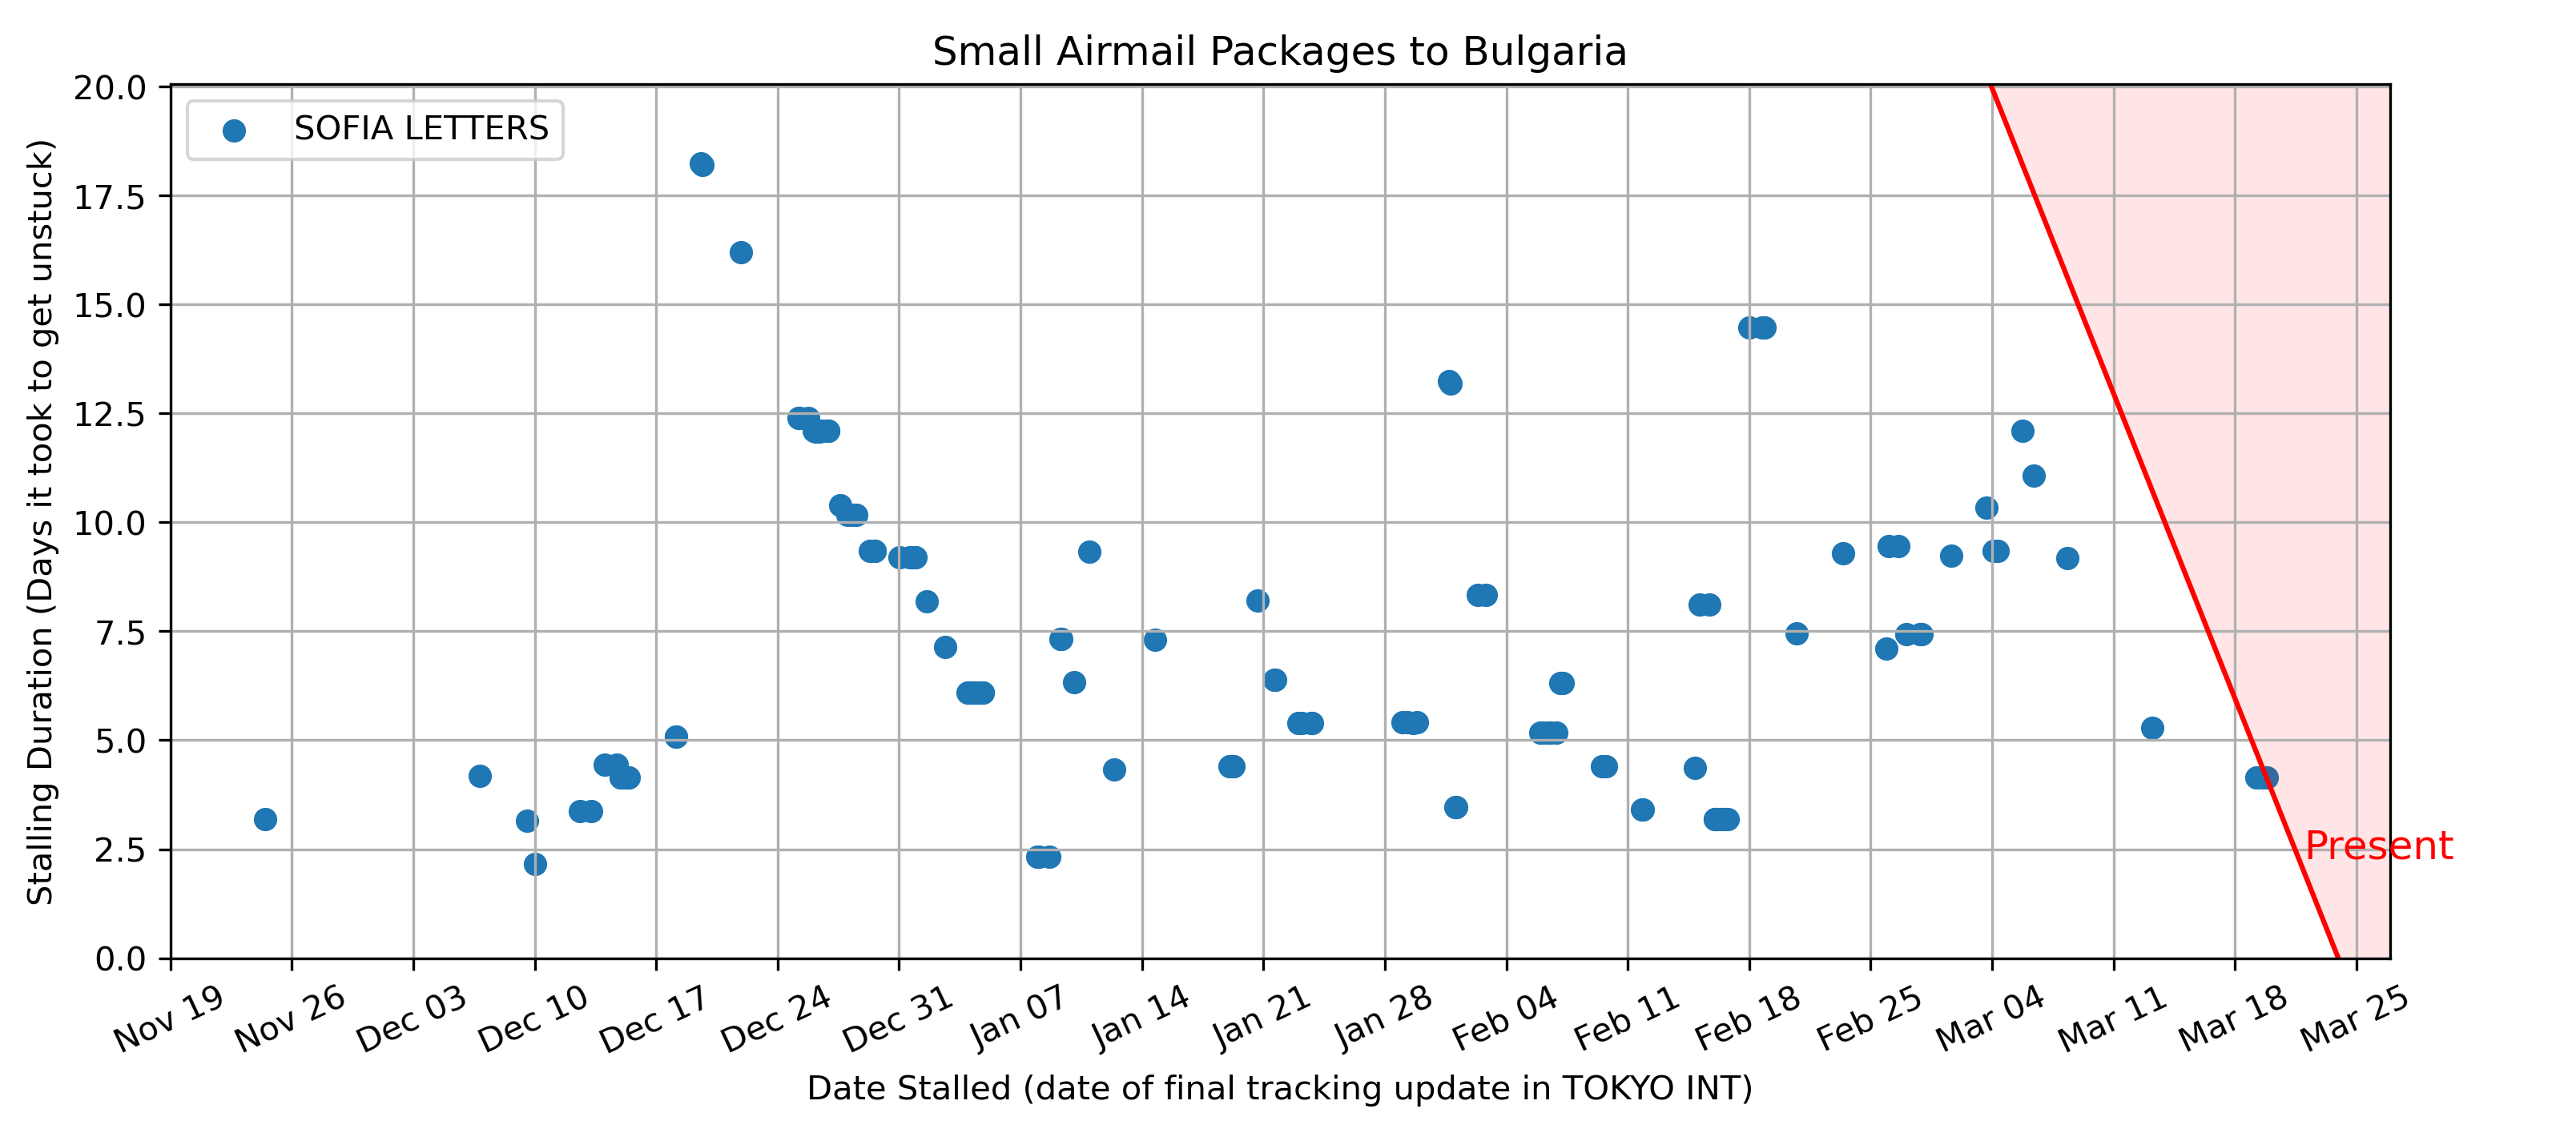 Small Airmail Packages to Bulgaria
SOFIA LETTERS
Stalling Duration (Days it took to get unstuck)
20.0
17.5
15.0
12.5
10.0
7.5
5.0
2.5
0.0
Present
Nov 19
Nov 26
Dec 03
Dec 10
Dec 17
Dec 24
Dec 31
Jan 07
Jan 14
Jan 21
Jan 28
Feb 04
Feb 11
Feb 18
Feb 25
Mar 04
Mar 11
Mar 18
Mar 25
Date Stalled (date of final tracking update in TOKYO INT)